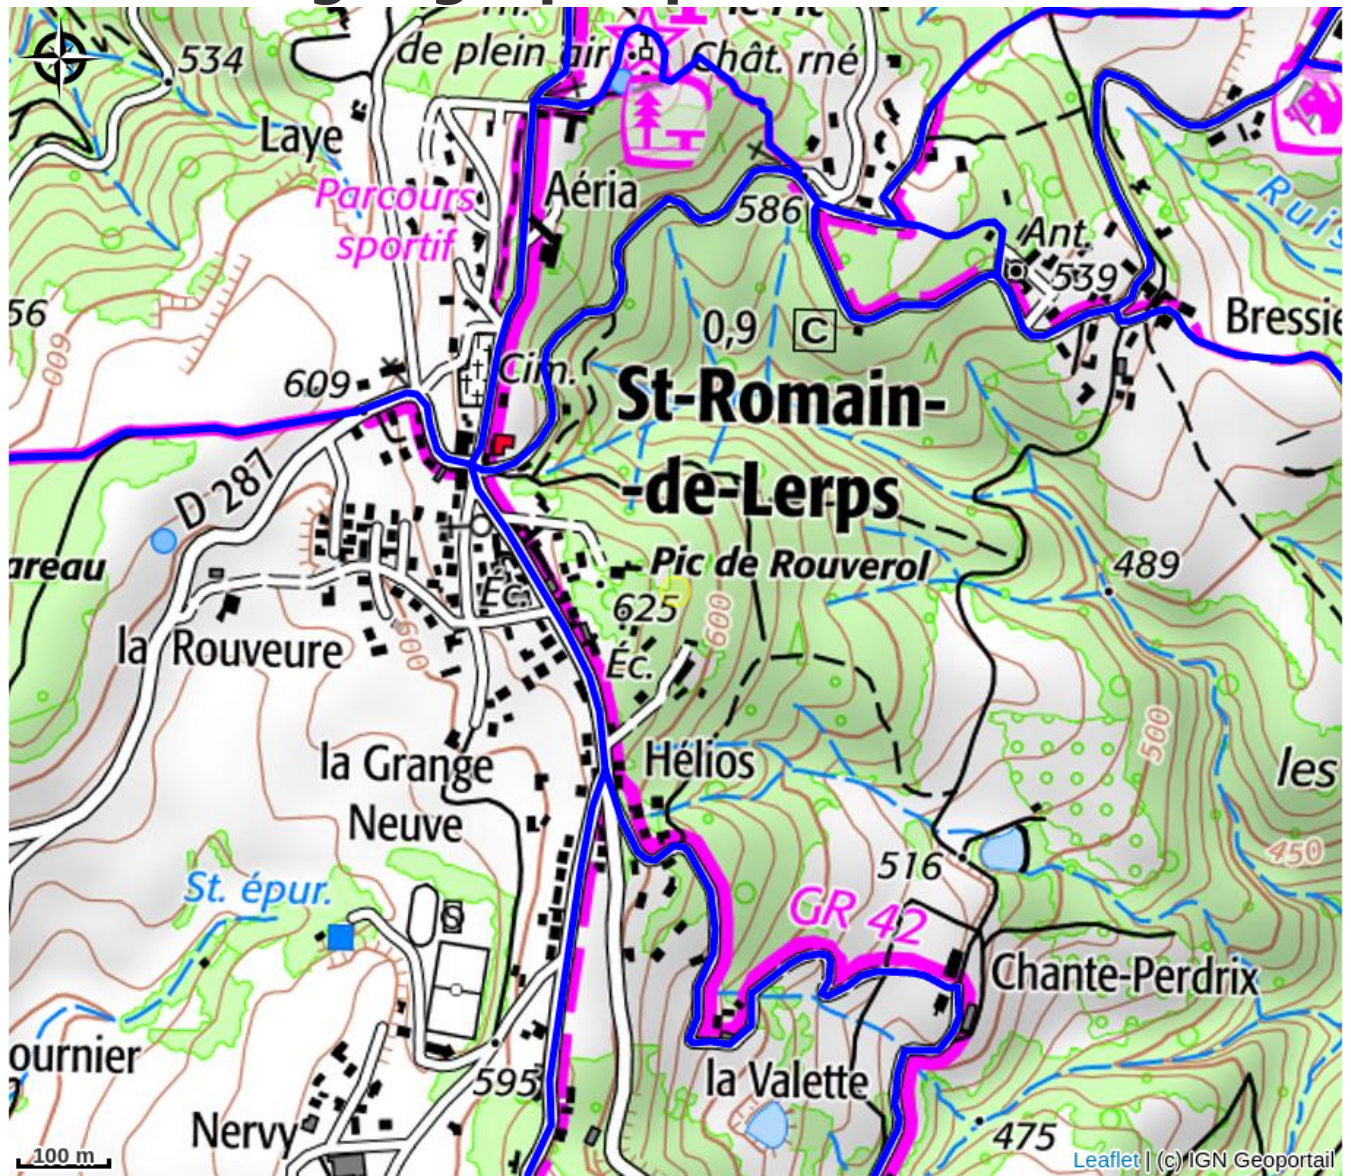 534
de plein air
Chât. rné
Laye
Parcours
sportif
Aéria
586
Ant.
539
Ruis
56
600
0,9
C
Bressie
609
Cim.
St-Romain-
-de-Lerps
D 287
areau
Pic de Rouverol
489
Éc.
625
600
la Rouveure
600
Éc.
500
la Grange
Neuve
Hélios
les
St. épur.
516
450
GR 42
Chante-Perdrix
ournier
595
la Valette
Nervy
475
100 m
Leaflet | (c) IGN Geoportail